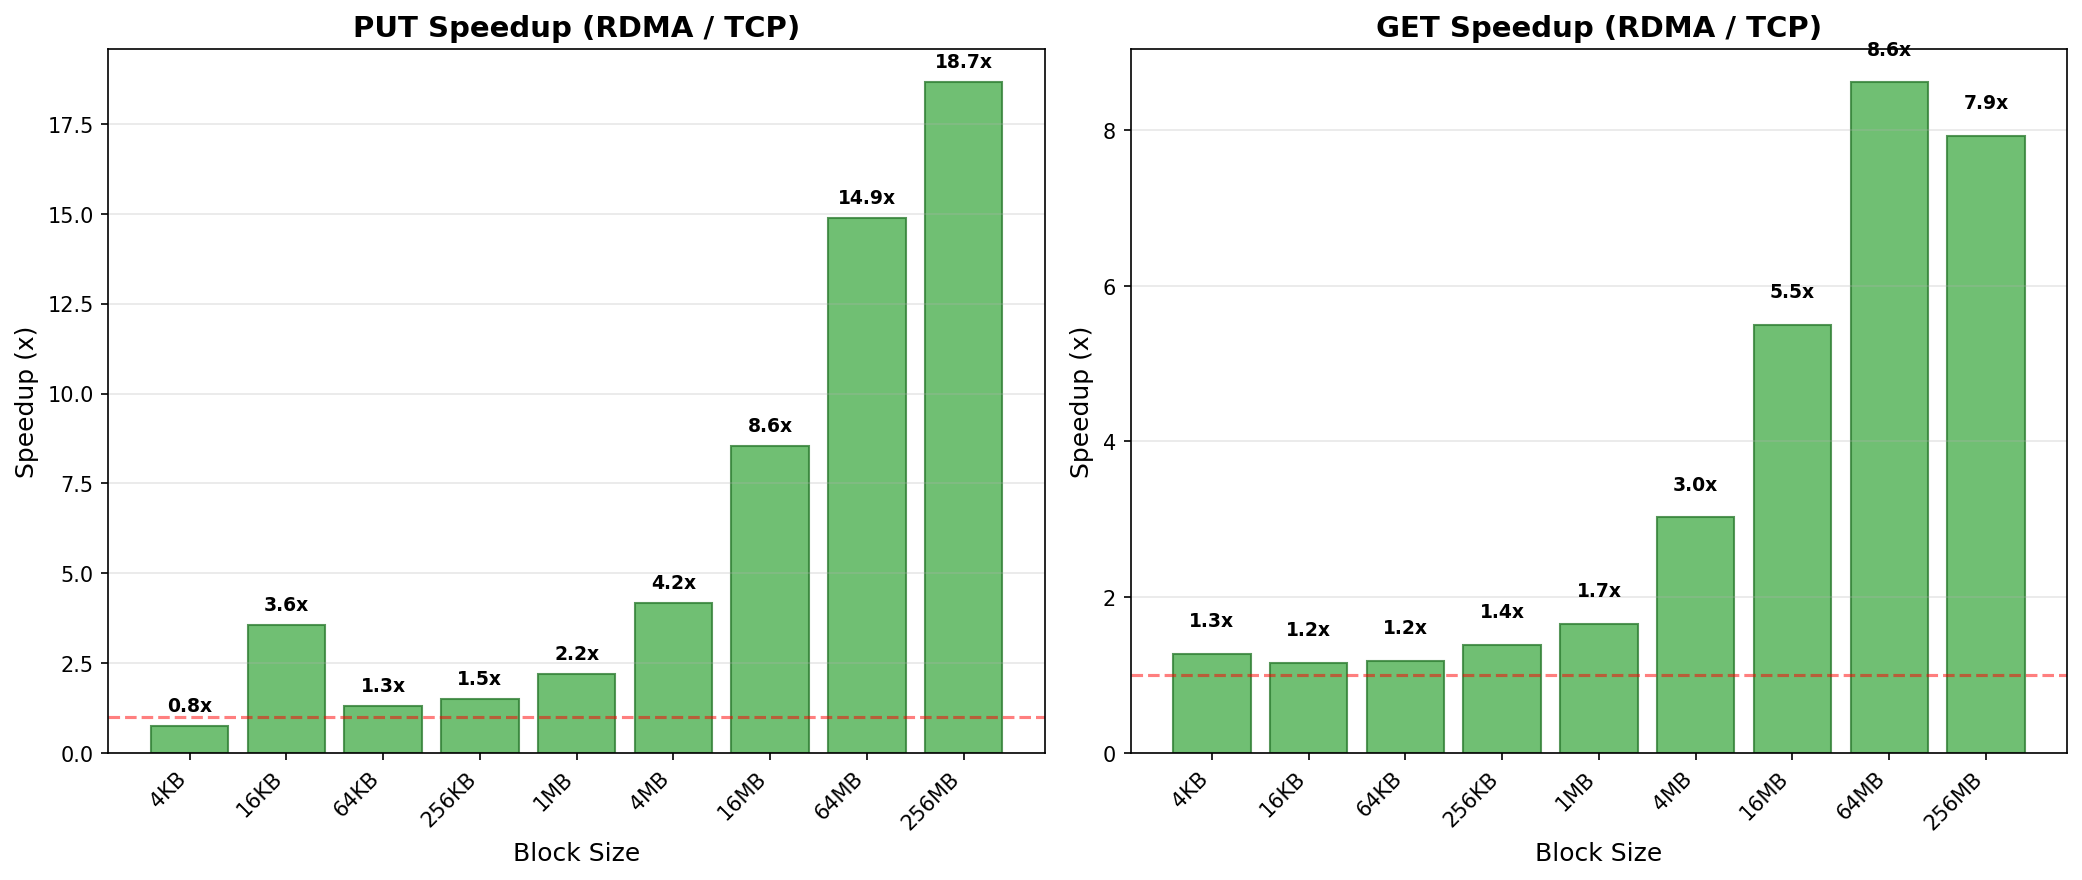 PUT Speedup (RDMA / TCP)
Speedup (x)
17.5
15.0
12.5
10.0
7.5
5.0
2.5
0.0
0.8x
3.6x
1.3x
1.5x
2.2x
4.2x
8.6x
14.9x
18.7x
4KB
16KB
64KB
256KB
1MB
4MB
16MB
64MB
256MB
Block Size
GET Speedup (RDMA / TCP)
Speedup (x)
8
6
4
2
0
1.3x
1.2x
1.2x
1.4x
1.7x
3.0x
5.5x
8.6x
7.9x
4KB
16KB
64KB
256KB
1MB
4MB
16MB
64MB
256MB
Block Size